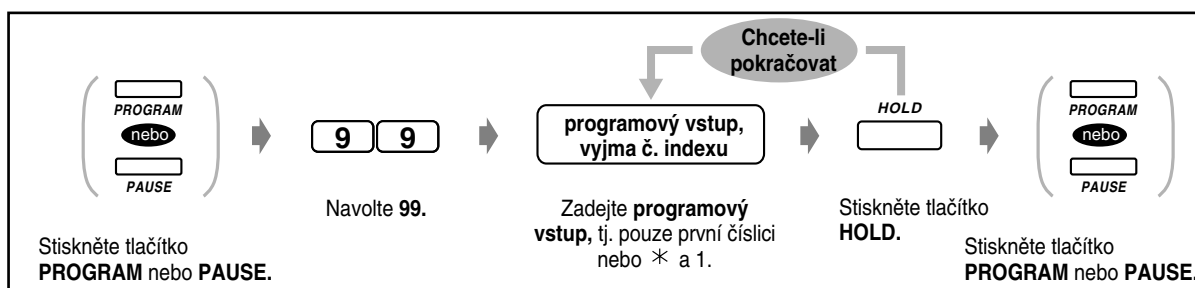 Chcete-li
pokračovat
PROGRAM
nebo
PAUSE
Stiskněte tlačítko
PROGRAM nebo PAUSE.
9 9
Navolte 99.
programový vstup,
vyjma č. indexu
Zadejte programový
vstup, tj. pouze první číslici
nebo ✳ a 1.
HOLD
Stiskněte tlačítko
HOLD.
PROGRAM
nebo
PAUSE
Stiskněte tlačítko
PROGRAM nebo PAUSE.